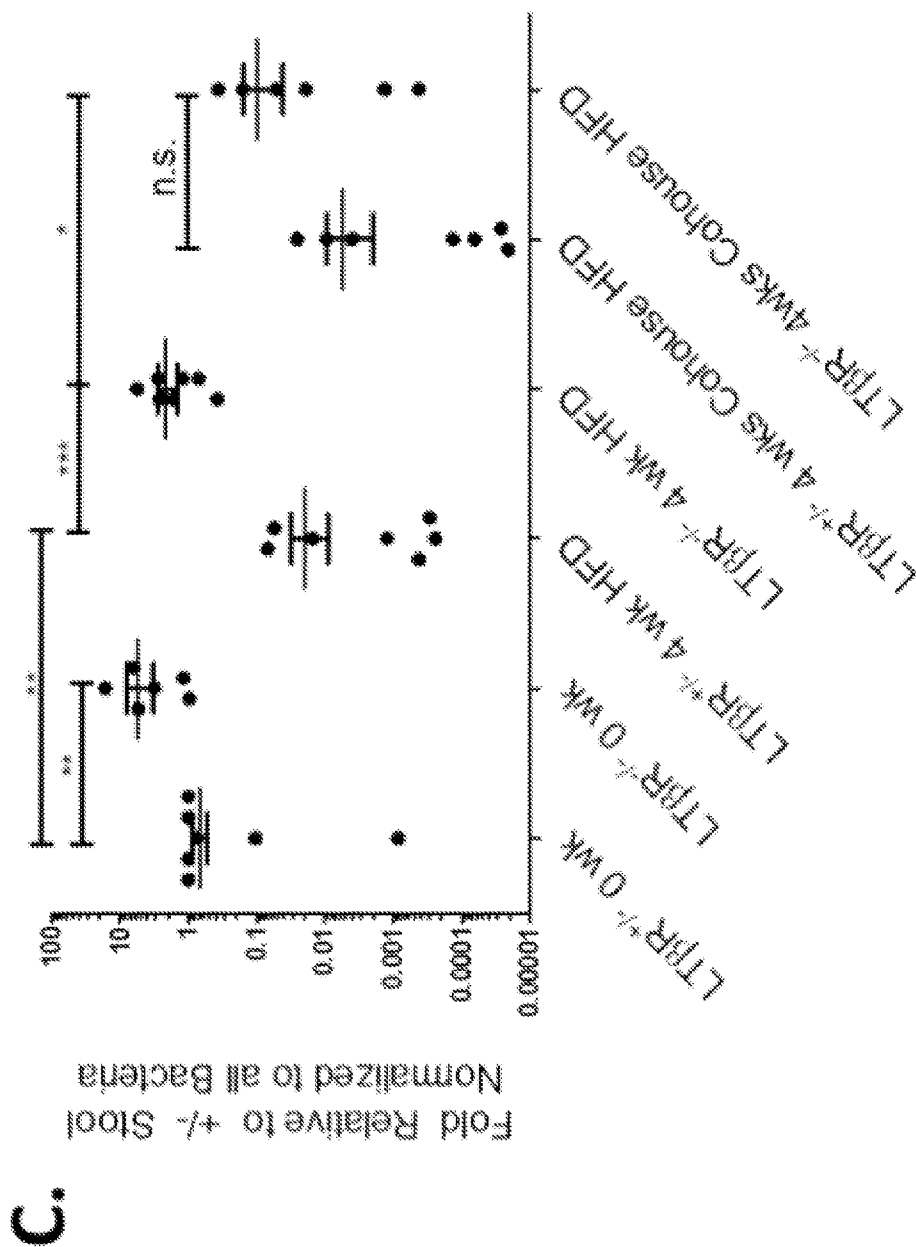 C.
Fold Relative to +/- Stool
Normalized to all Bacteria
100
10
1
0.1
0.01
0.001
0.0001
0.00001
**
**
***
*
n.s.
LTβR+/- 0 wk
LTβR-/- 0 wk
LTβR+/- 4 wk HFD
LTβR-/- 4 wk HFD
LTβR+/- 4 wks Cohouse HFD
LTβR-/- 4wks Cohouse HFD